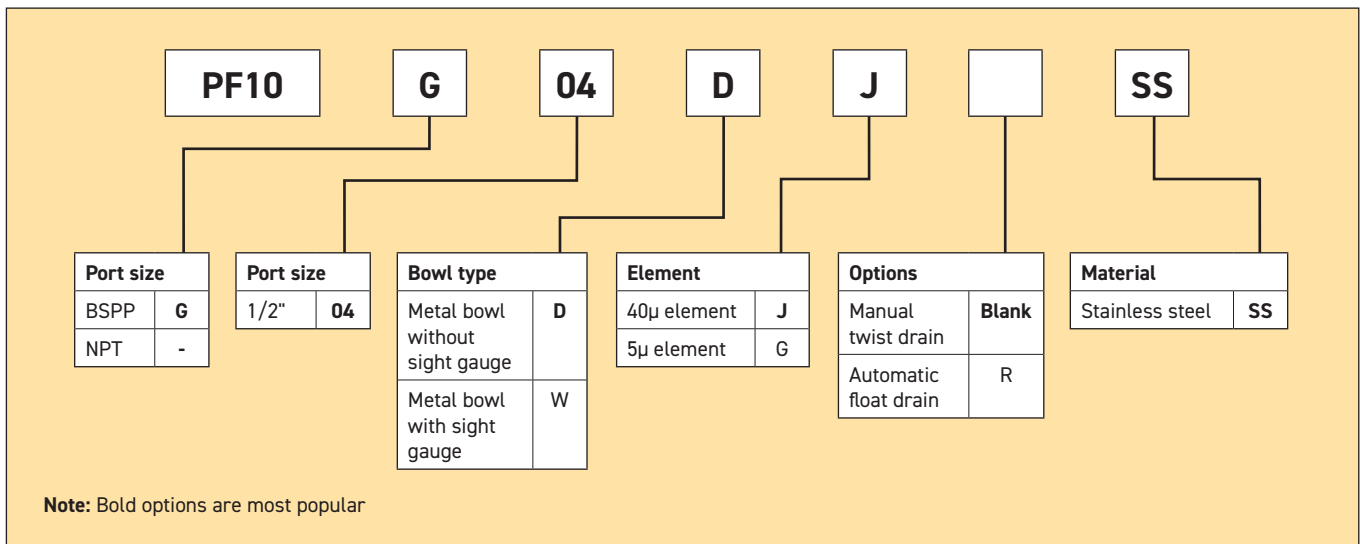 PF10 G 04 D J SS
Port size
BSPP G
NPT -
Port size
1/2" 04
Bowl type
Metal bowl D
without
sight gauge
Metal bowl W
with sight
gauge
Element
40µ element J
5µ element G
Options
Manual Blank
twist drain
Automatic R
float drain
Material
Stainless steel SS
Note: Bold options are most popular